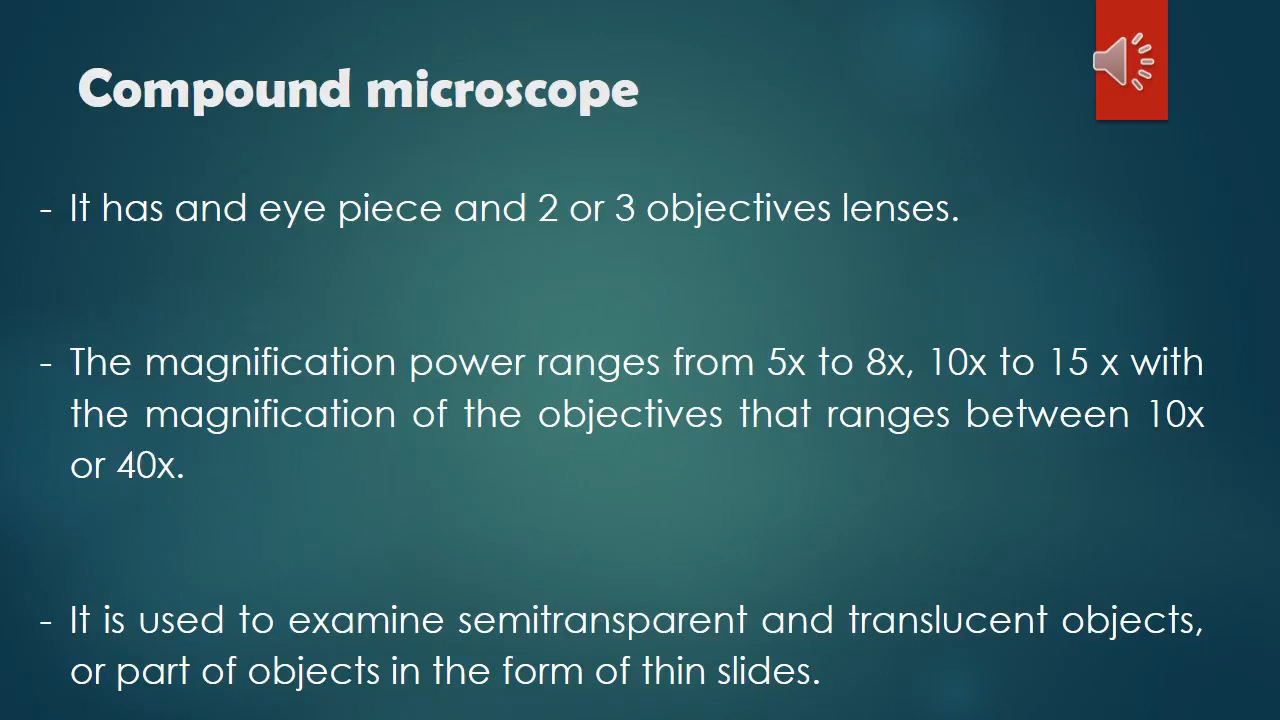 Compound microscope
- It has and eye piece and 2 or 3 objectives lenses.
- The magnification power ranges from 5x to 8x, 10x to 15 x with
the magnification of the objectives that ranges between 10x
or 40x.
- It is used to examine semitransparent and translucent objects,
or part of objects in the form of thin slides.